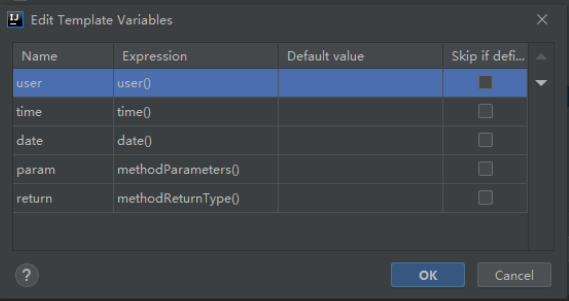 Edit Template Variables
Name Expression Default value Skip if defi...
user user()
time time()
date date()
param methodParameters()
return methodReturnType()
? OK Cancel